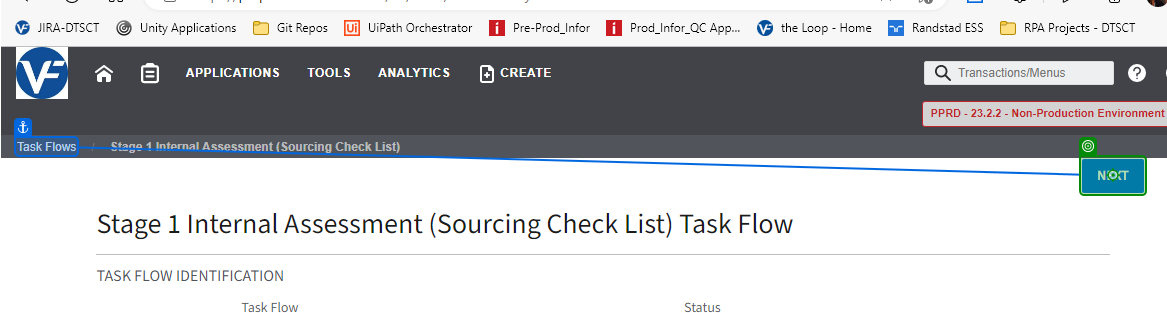 JIRA-DTSCT Unity Applications Git Repos Ui UiPath Orchestrator i Pre-Prod_Infor i Prod_Infor_QC App... the Loop - Home Randstad ESS RPA Projects - DTSCT
APPLICATIONS TOOLS ANALYTICS CREATE Transactions/Menus ?
PPRD - 23.2.2 - Non-Production Environment
Task Flows / Stage 1 Internal Assessment (Sourcing Check List)
NEXT
Stage 1 Internal Assessment (Sourcing Check List) Task Flow
TASK FLOW IDENTIFICATION
Task Flow Status